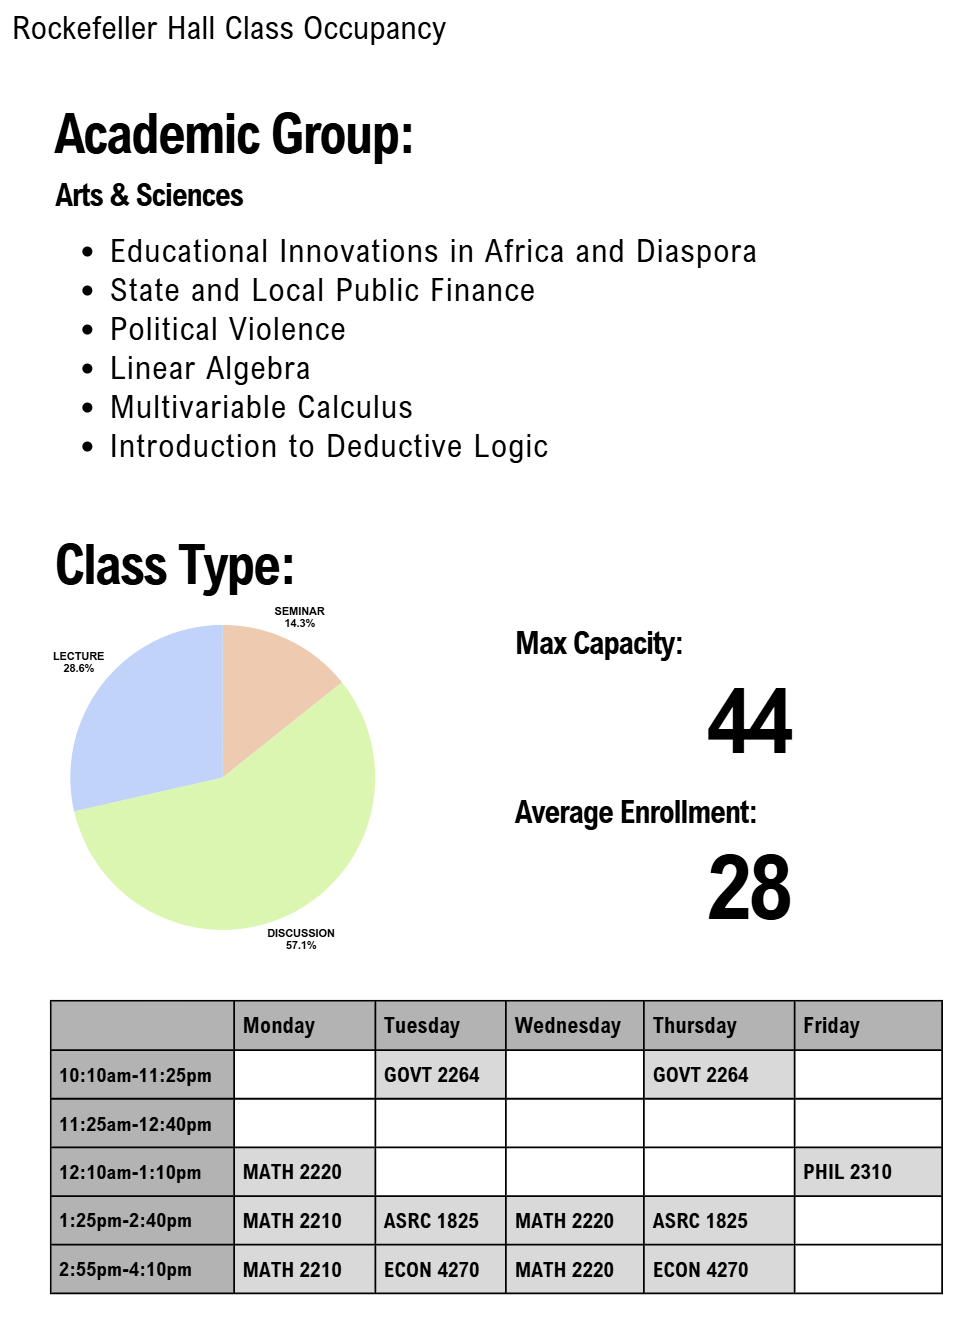 Rockefeller Hall Class Occupancy
Academic Group:
Arts & Sciences
• Educational Innovations in Africa and Diaspora
• State and Local Public Finance
• Political Violence
• Linear Algebra
• Multivariable Calculus
• Introduction to Deductive Logic
Class Type:
SEMINAR
14.3%
LECTURE
28.6%
DISCUSSION
57.1%
Max Capacity:
44
Average Enrollment:
28
Monday Tuesday Wednesday Thursday Friday
10:10am-11:25pm GOVT 2264 GOVT 2264
11:25am-12:40pm
12:10am-1:10pm MATH 2220 PHIL 2310
1:25pm-2:40pm MATH 2210 ASRC 1825 MATH 2220 ASRC 1825
2:55pm-4:10pm MATH 2210 ECON 4270 MATH 2220 ECON 4270